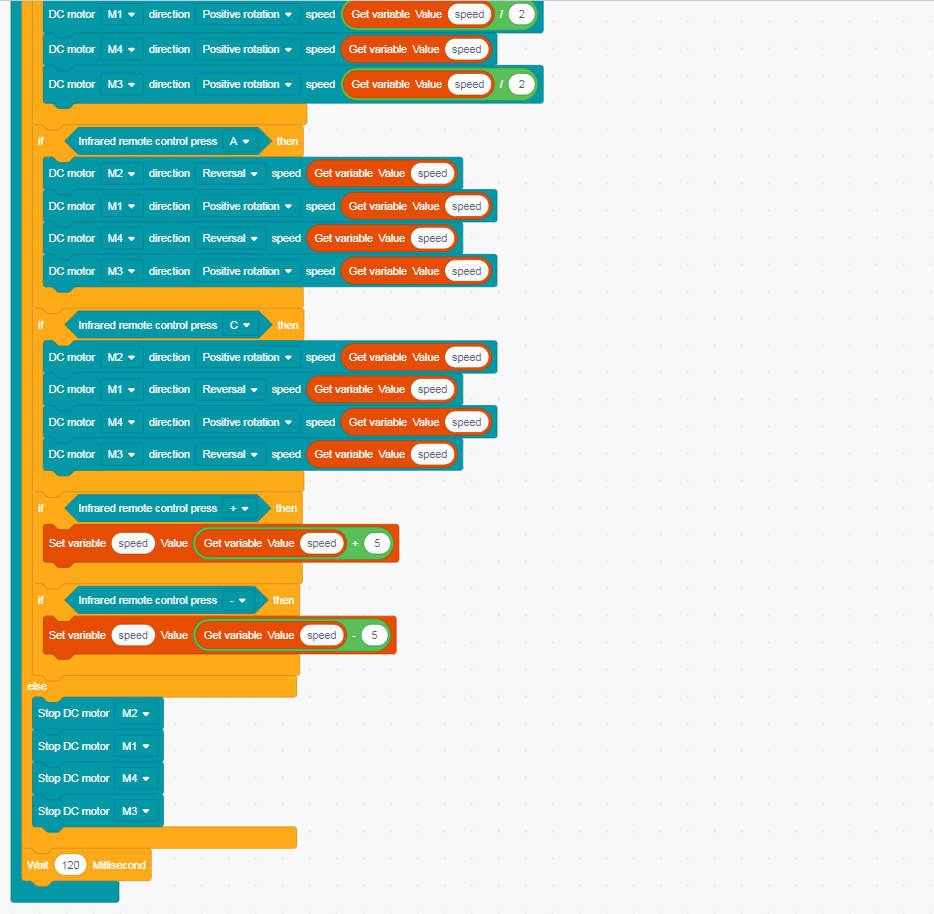 DC motor M1 direction Positive rotation speed Get variable Value speed / 2
DC motor M4 direction Positive rotation speed Get variable Value speed
DC motor M3 direction Positive rotation speed Get variable Value speed / 2
if Infrared remote control press A then
DC motor M2 direction Reversal speed Get variable Value speed
DC motor M1 direction Positive rotation speed Get variable Value speed
DC motor M4 direction Reversal speed Get variable Value speed
DC motor M3 direction Positive rotation speed Get variable Value speed
if Infrared remote control press C then
DC motor M2 direction Positive rotation speed Get variable Value speed
DC motor M1 direction Reversal speed Get variable Value speed
DC motor M4 direction Positive rotation speed Get variable Value speed
DC motor M3 direction Reversal speed Get variable Value speed
if Infrared remote control press + then
Set variable speed Value Get variable Value speed + 5
if Infrared remote control press - then
Set variable speed Value Get variable Value speed - 5
else
Stop DC motor M2
Stop DC motor M1
Stop DC motor M4
Stop DC motor M3
Wait 120 Millisecond